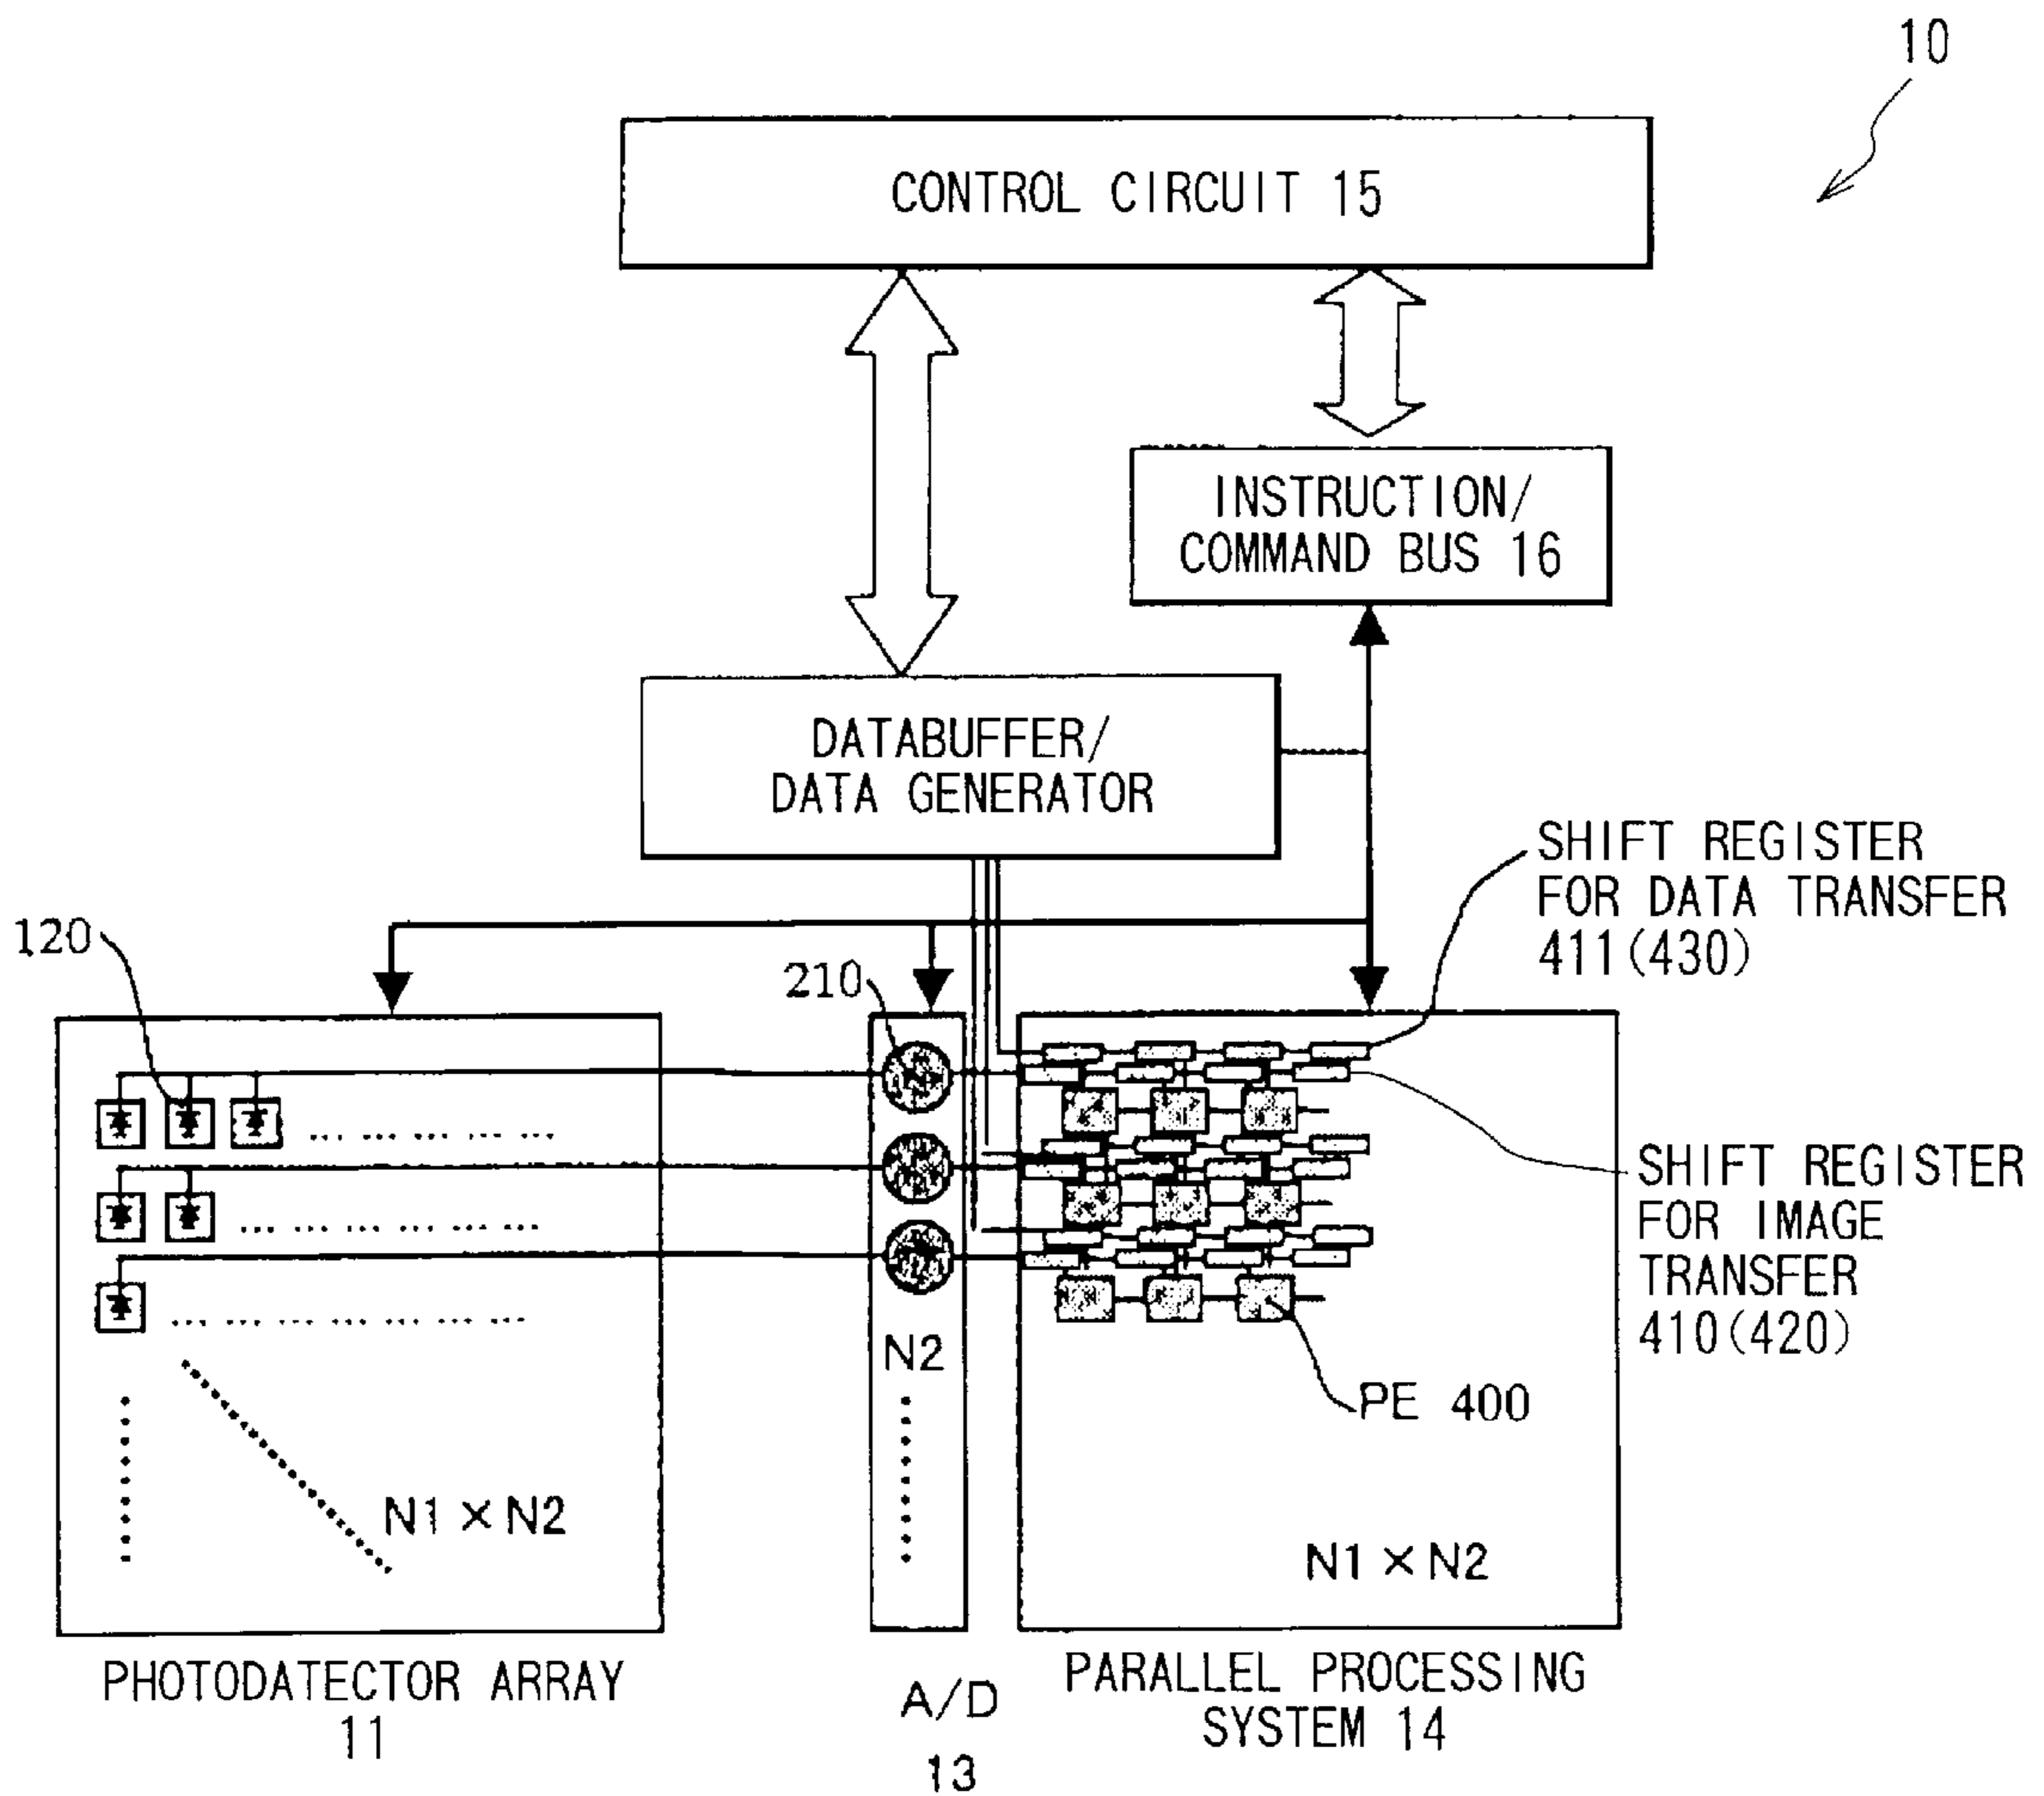 10
CONTROL CIRCUIT 15
INSTRUCTION/
COMMAND BUS 16
DATABUFFER/
DATA GENERATOR
SHIFT REGISTER
FOR DATA TRANSFER
411(430)
120
210
SHIFT REGISTER
FOR IMAGE
TRANSFER
410(420)
N2
PE 400
N1 × N2
N1 × N2
PHOTODATECTOR ARRAY
11
A/D
13
PARALLEL PROCESSING
SYSTEM 14